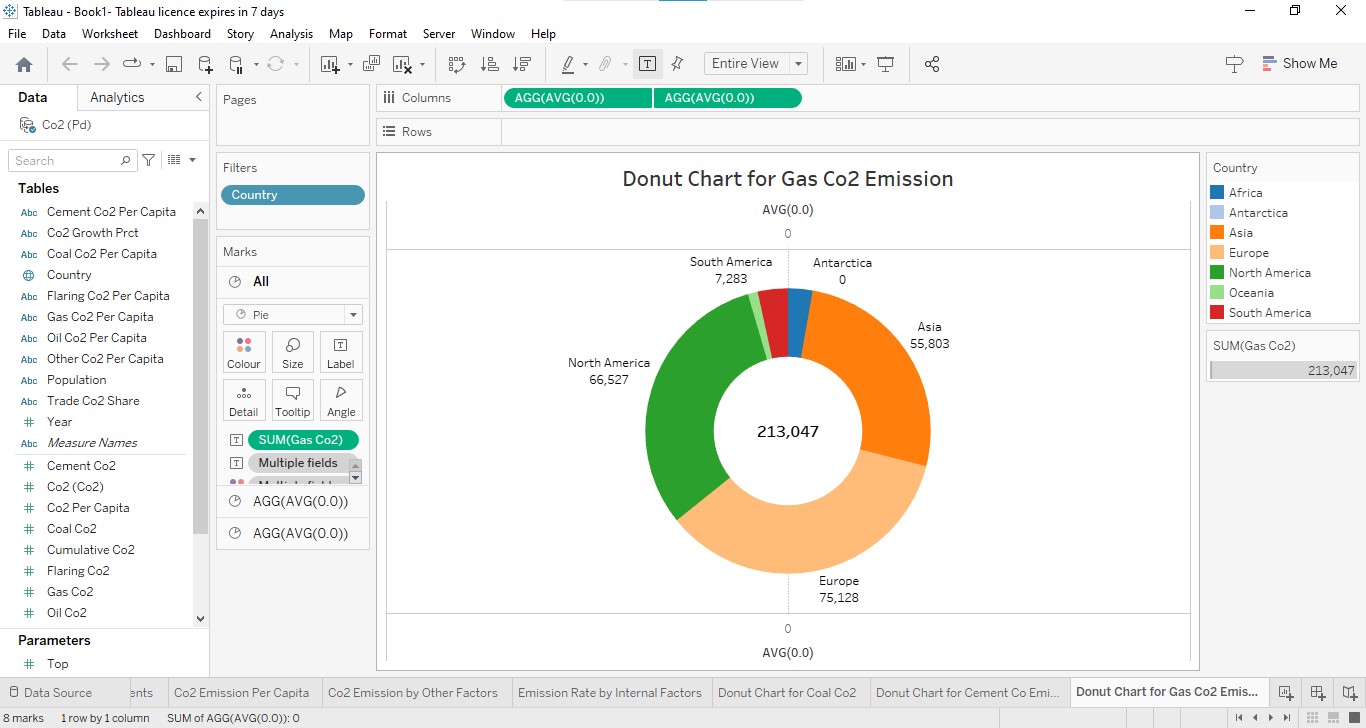 Tableau - Book1- Tableau licence expires in 7 days
File Data Worksheet Dashboard Story Analysis Map Format Server Window Help
Entire View
Show Me
Data Analytics
Co2 (Pd)
Search
Tables
Abc Cement Co2 Per Capita
Abc Co2 Growth Prct
Abc Coal Co2 Per Capita
Country
Abc Flaring Co2 Per Capita
Abc Gas Co2 Per Capita
Abc Oil Co2 Per Capita
Abc Other Co2 Per Capita
Abc Population
Abc Trade Co2 Share
# Year
Abc Measure Names
# Cement Co2
# Co2 (Co2)
# Co2 Per Capita
# Coal Co2
# Cumulative Co2
# Flaring Co2
# Gas Co2
# Oil Co2
Parameters
# Top
Pages
Filters
Country
Marks
All
Pie
Colour Size Label
Detail Tooltip Angle
SUM(Gas Co2)
Multiple fields
AGG(AVG(0.0))
AGG(AVG(0.0))
Columns AGG(AVG(0.0)) AGG(AVG(0.0))
Rows
Donut Chart for Gas Co2 Emission
AVG(0.0)
0
South America
7,283
Antarctica
0
Asia
55,803
North America
66,527
213,047
Europe
75,128
0
AVG(0.0)
Country
Africa
Antarctica
Asia
Europe
North America
Oceania
South America
SUM(Gas Co2)
213,047
Data Source ents Co2 Emission Per Capita Co2 Emission by Other Factors Emission Rate by Internal Factors Donut Chart for Coal Co2 Donut Chart for Cement Co Emi... Donut Chart for Gas Co2 Emis...
8 marks 1 row by 1 column SUM of AGG(AVG(0.0)): 0